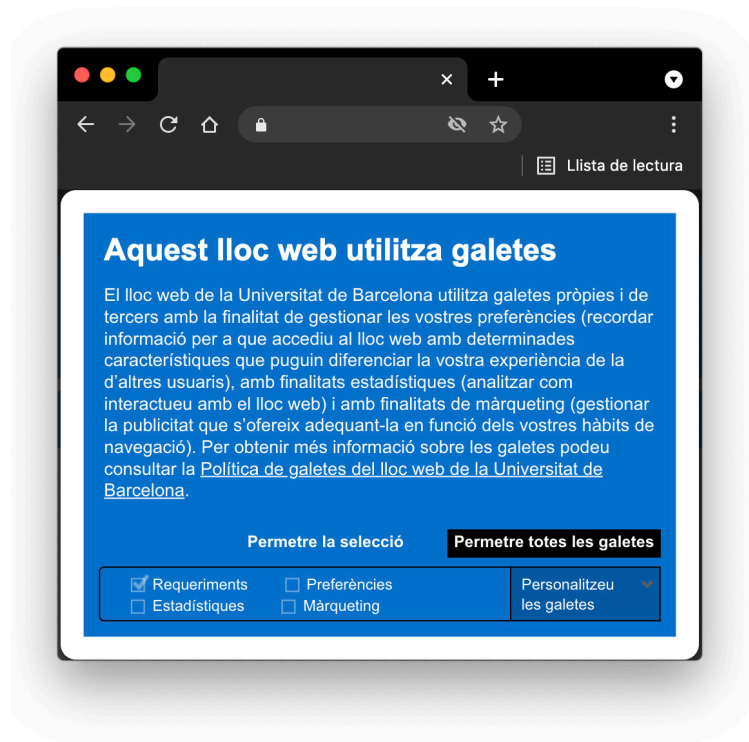 Llista de lectura
Aquest lloc web utilitza galetes
El lloc web de la Universitat de Barcelona utilitza galetes pròpies i de
tercers amb la finalitat de gestionar les vostres preferències (recordar
informació per a que accediu al lloc web amb determinades
característiques que puguin diferenciar la vostra experiència de la
d’altres usuaris), amb finalitats estadístiques (analitzar com
interactueu amb el lloc web) i amb finalitats de màrqueting (gestionar
la publicitat que s’ofereix adequant-la en funció dels vostres hàbits de
navegació). Per obtenir més informació sobre les galetes podeu
consultar la Política de galetes del lloc web de la Universitat de
Barcelona.
Permetre la selecció Permetre totes les galetes
Requeriments Preferències Personalitzeu
Estadístiques Màrqueting les galetes